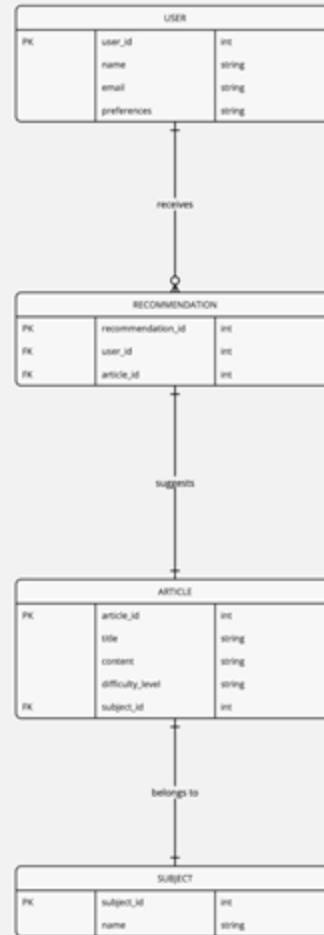 USER
PK user_id int
name string
email string
preferences string
receives
RECOMMENDATION
PK recommendation_id int
FK user_id int
FK article_id int
suggests
ARTICLE
PK article_id int
title string
content string
difficulty_level string
FK subject_id int
belongs to
SUBJECT
PK subject_id int
name string